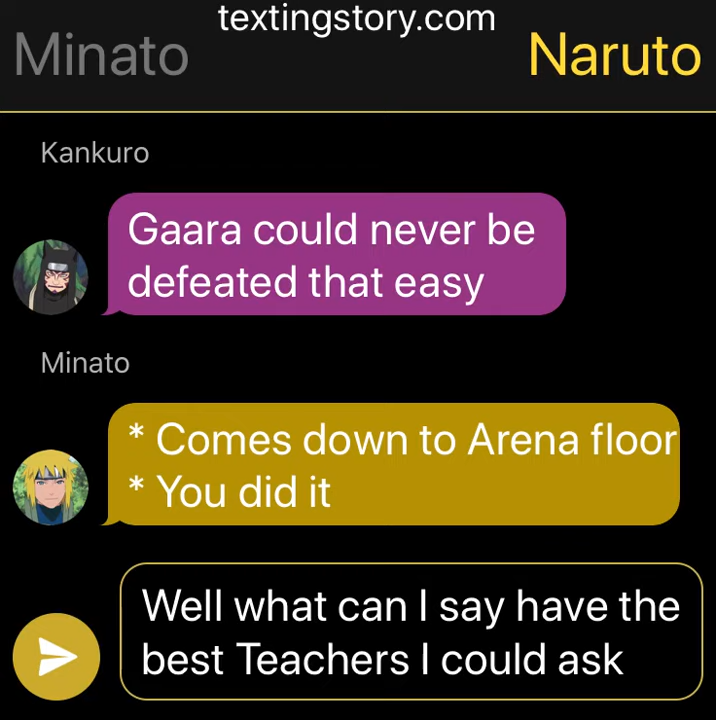 textingstory.com
Minato Naruto
Kankuro
Gaara could never be
defeated that easy
Minato
* Comes down to Arena floor
* You did it
Well what can I say have the
best Teachers I could ask